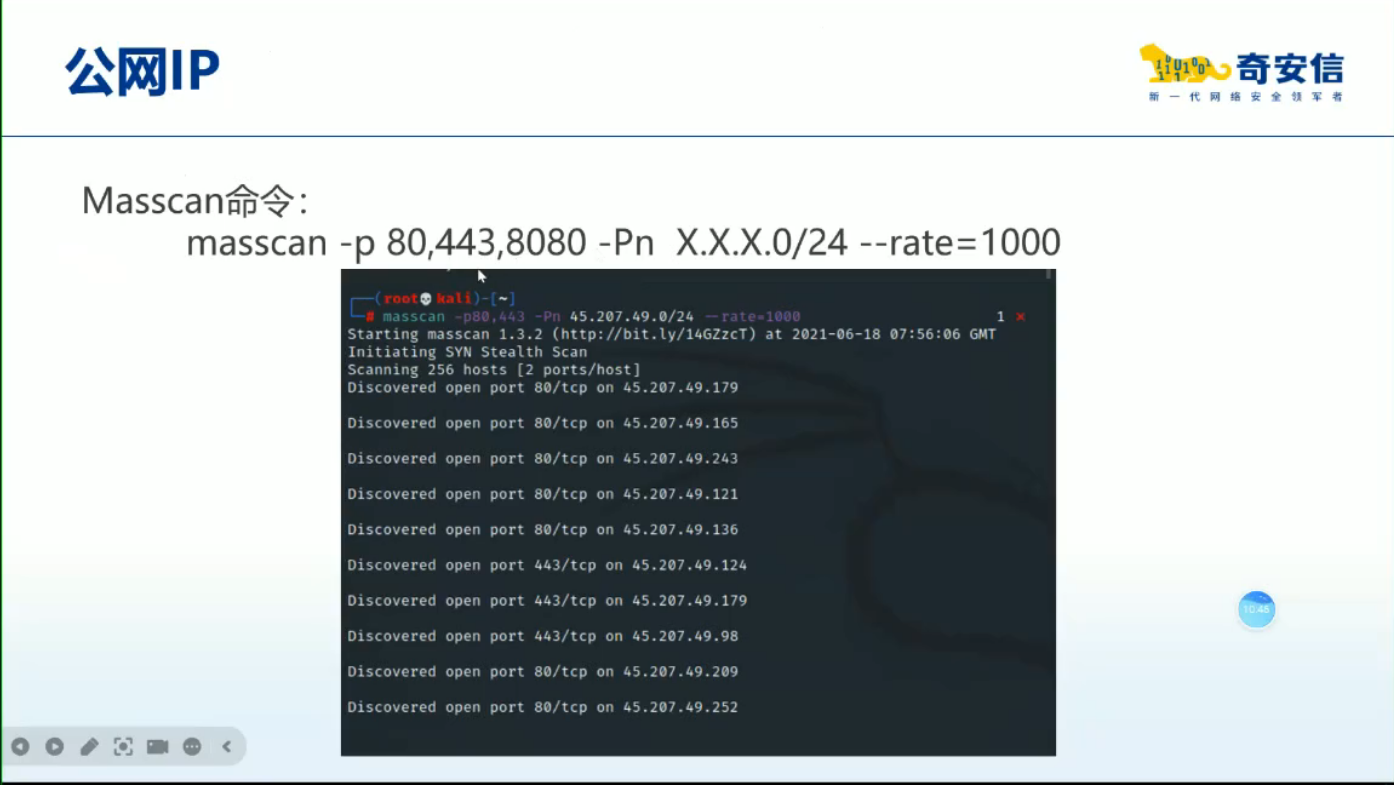 公网IP
奇安信
新一代网络安全领军者
Masscan命令：
masscan -p 80,443,8080 -Pn X.X.X.0/24 --rate=1000
┌──(root💀kali)-[~]
└─# masscan -p80,443 -Pn 45.207.49.0/24 --rate=1000 1 ✕
Starting masscan 1.3.2 (http://bit.ly/14GZzcT) at 2021-06-18 07:56:06 GMT
Initiating SYN Stealth Scan
Scanning 256 hosts [2 ports/host]
Discovered open port 80/tcp on 45.207.49.179
Discovered open port 80/tcp on 45.207.49.165
Discovered open port 80/tcp on 45.207.49.243
Discovered open port 80/tcp on 45.207.49.121
Discovered open port 80/tcp on 45.207.49.136
Discovered open port 443/tcp on 45.207.49.124
Discovered open port 443/tcp on 45.207.49.179
Discovered open port 443/tcp on 45.207.49.98
Discovered open port 80/tcp on 45.207.49.209
Discovered open port 80/tcp on 45.207.49.252